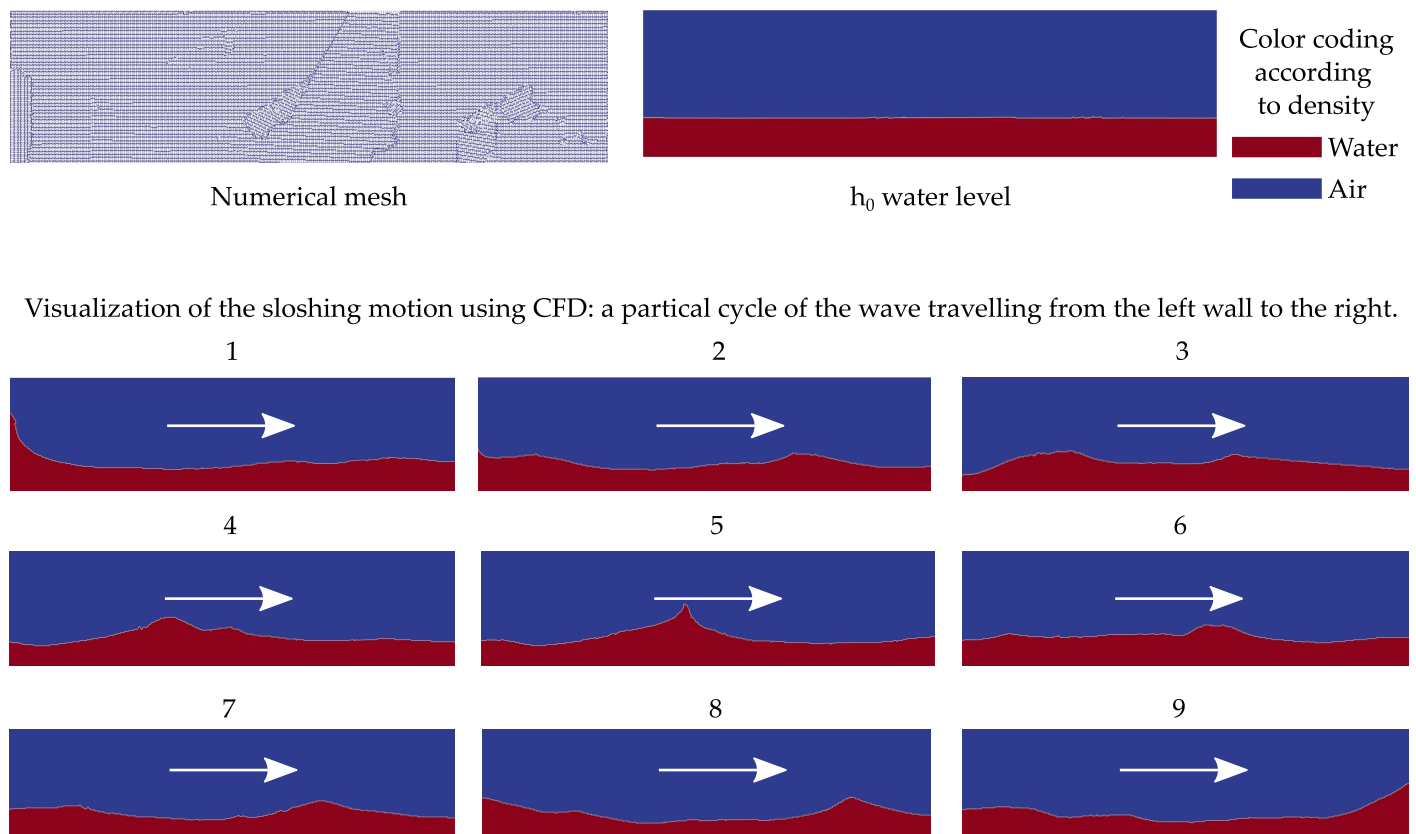 Color coding
according
to density
Water
Air
Numerical mesh
h₀ water level
Visualization of the sloshing motion using CFD: a partical cycle of the wave travelling from the left wall to the right.
1
2
3
4
5
6
7
8
9